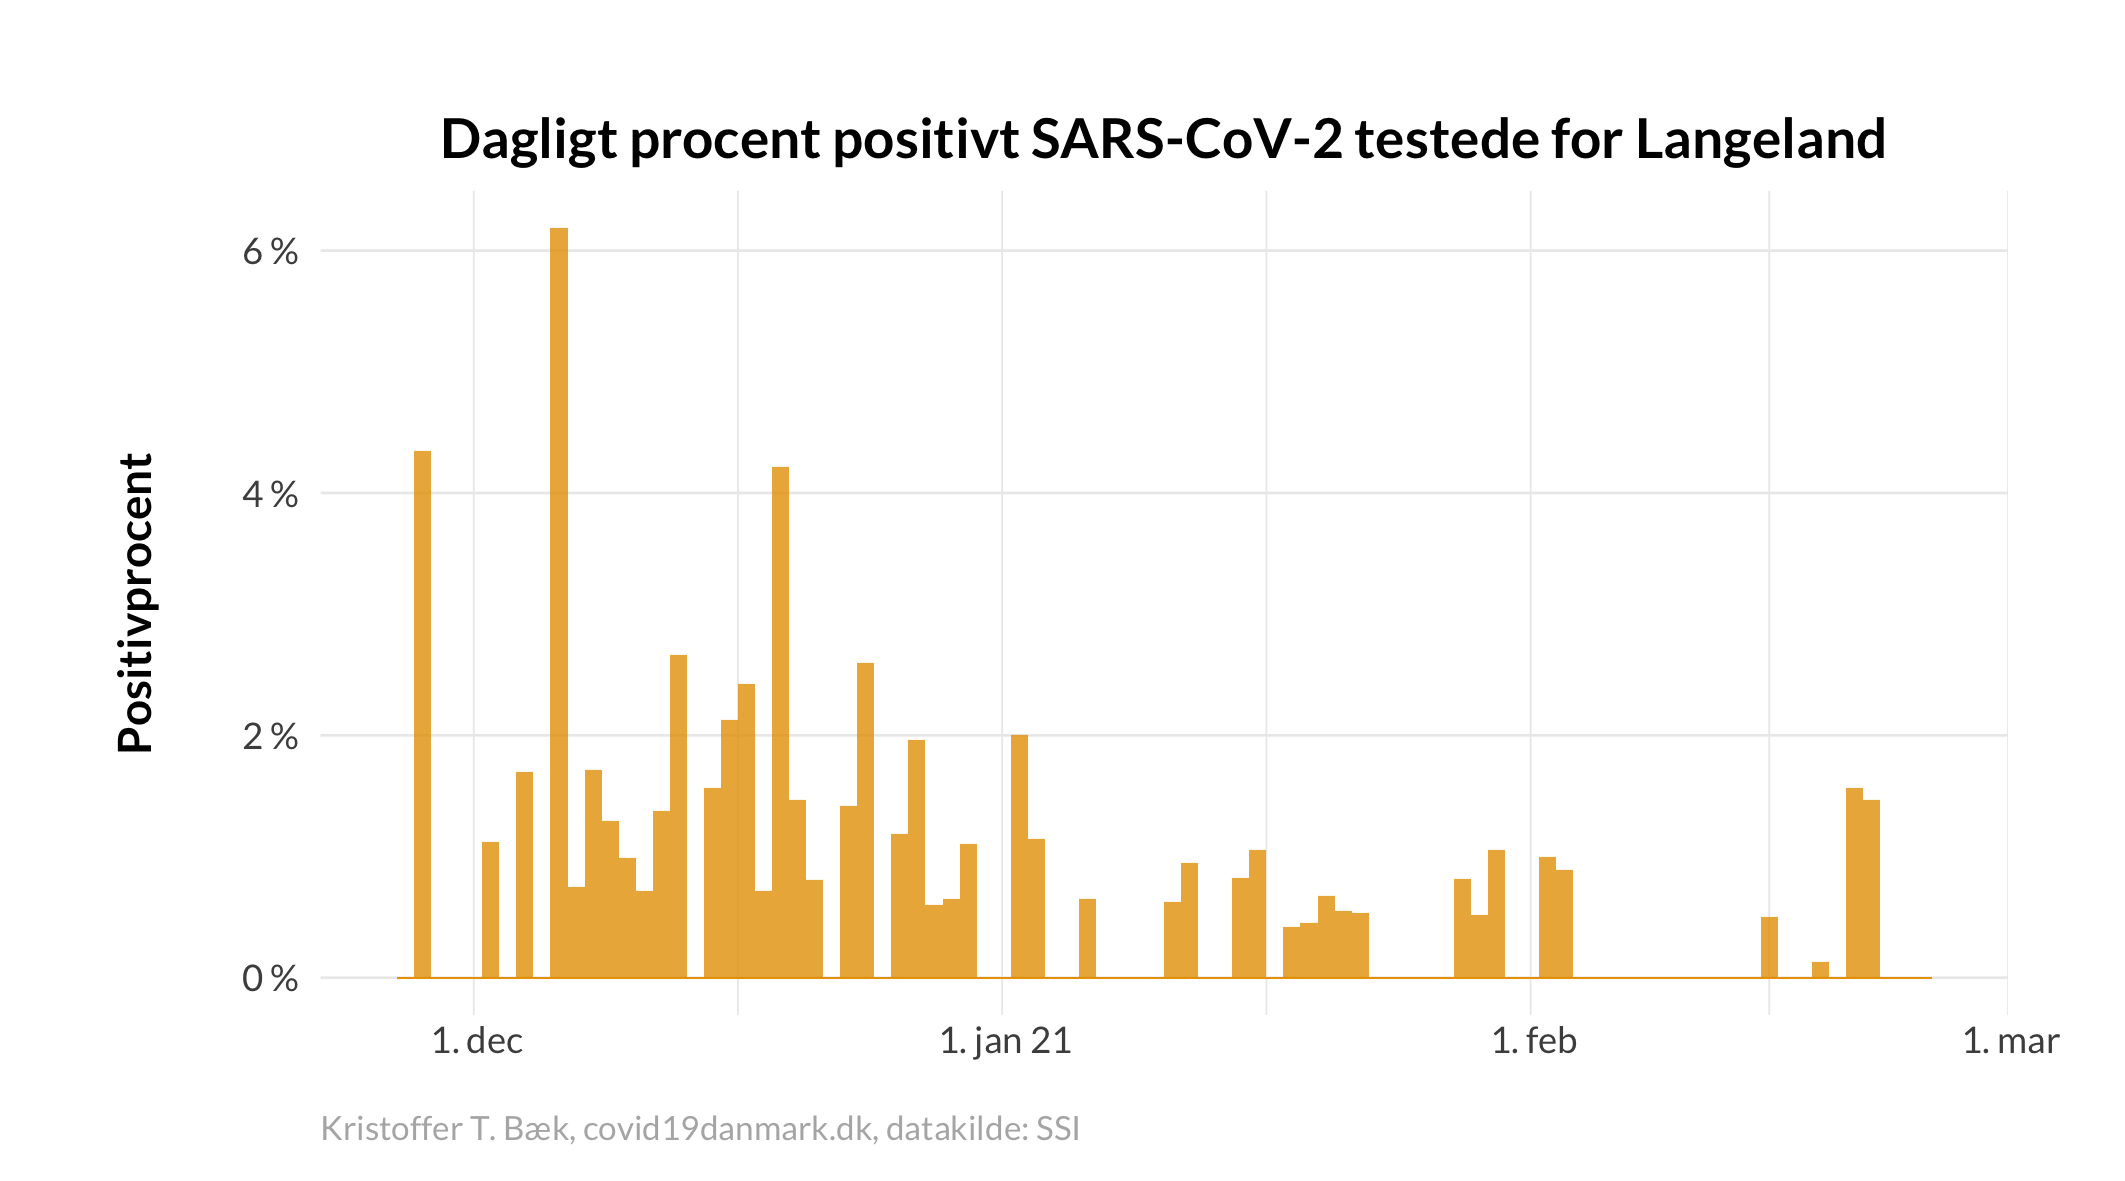 Dagligt procent positivt SARS-CoV-2 testede for Langeland
Positivprocent
6 %
4 %
2 %
0 %
1. dec
1. jan 21
1. feb
1. mar
Kristoffer T. Bæk, covid19danmark.dk, datakilde: SSI